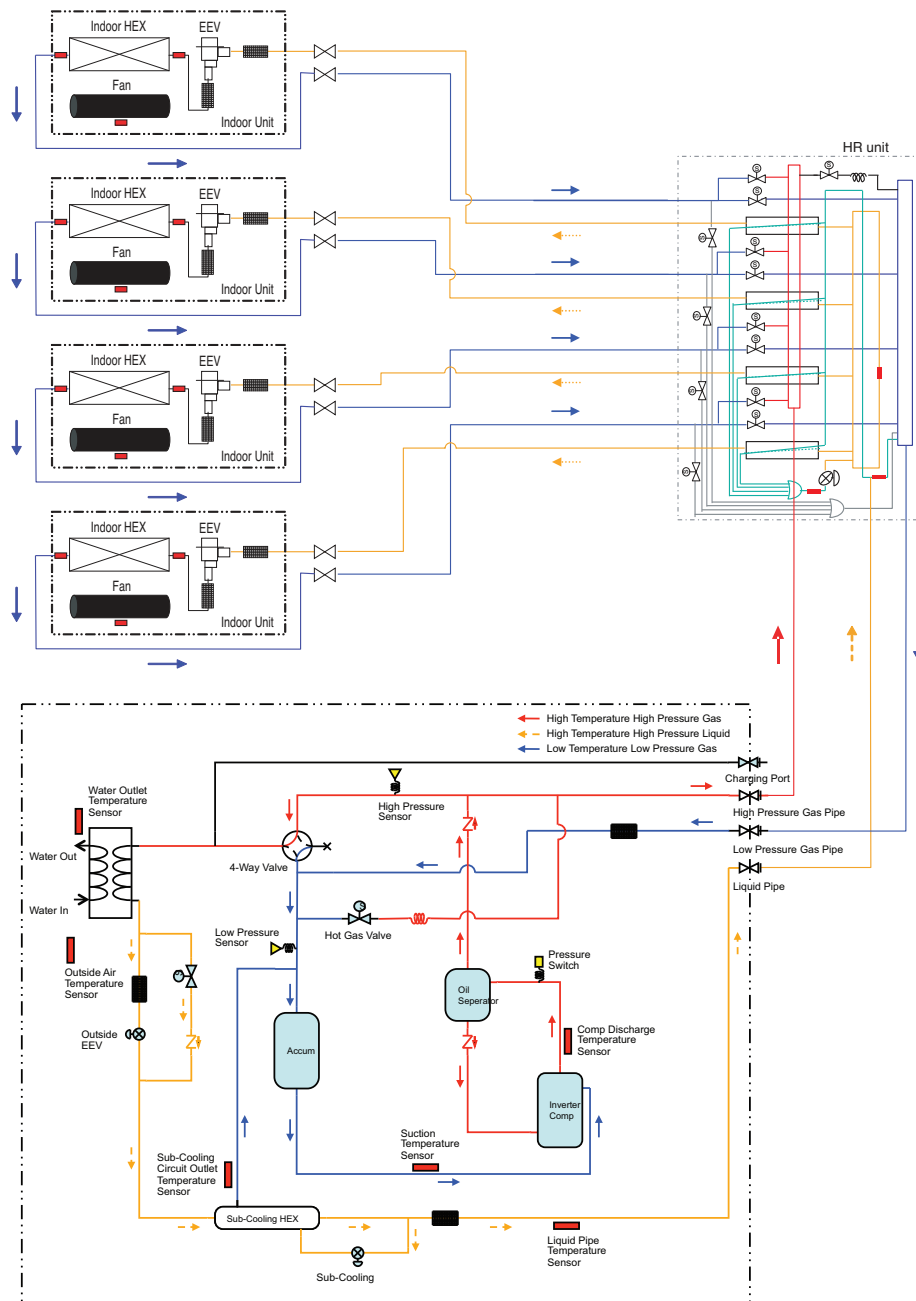 Indoor HEX
EEV
Fan
Indoor Unit
HR unit
S
S
S
S
S
S
S
S
S
S
S
S
S
Indoor HEX
EEV
Fan
Indoor Unit
Indoor HEX
EEV
Fan
Indoor Unit
Indoor HEX
EEV
Fan
Indoor Unit
High Temperature High Pressure Gas
High Temperature High Pressure Liquid
Low Temperature Low Pressure Gas
Charging Port
High Pressure Gas Pipe
Low Pressure Gas Pipe
Liquid Pipe
Water Outlet
Temperature
Sensor
High Pressure
Sensor
Water Out
4-Way Valve
Water In
S
Hot Gas Valve
Low Pressure
Sensor
Pressure
Switch
Outside Air
Temperature
Sensor
S
Oil
Seperator
Outside
EEV
Accum
Comp Discharge
Temperature
Sensor
Inverter
Comp
Suction
Temperature
Sensor
Sub-Cooling
Circuit Outlet
Temperature
Sensor
Sub-Cooling HEX
Liquid Pipe
Temperature
Sensor
Sub-Cooling